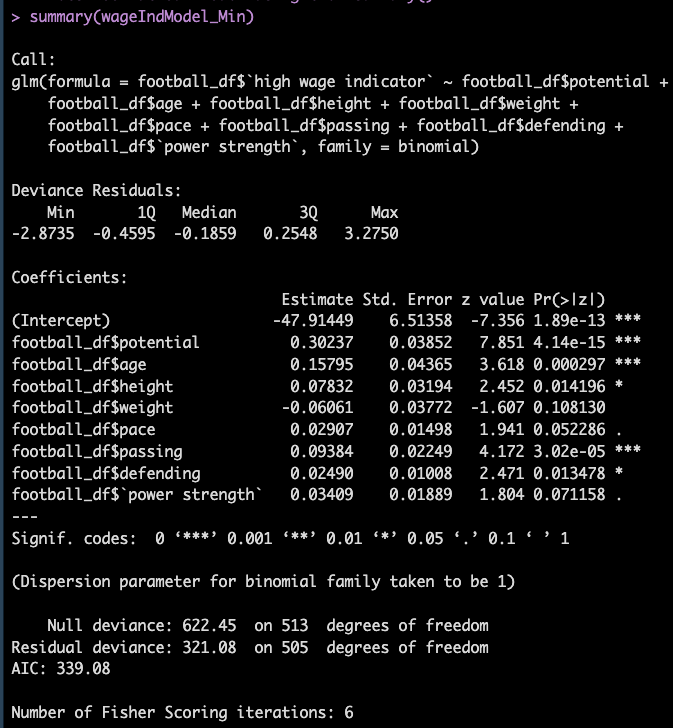 > summary(wageIndModel_Min)
Call:
glm(formula = football_df$`high wage indicator` ~ football_df$potential +
    football_df$age + football_df$height + football_df$weight +
    football_df$pace + football_df$passing + football_df$defending +
    football_df$`power strength`, family = binomial)
Deviance Residuals:
    Min      1Q  Median      3Q     Max
-2.8735 -0.4595 -0.1859  0.2548  3.2750
Coefficients:
                             Estimate Std. Error z value Pr(>|z|)
(Intercept)                 -47.91449    6.51358  -7.356 1.89e-13 ***
football_df$potential         0.30237    0.03852   7.851 4.14e-15 ***
football_df$age               0.15795    0.04365   3.618 0.000297 ***
football_df$height            0.07832    0.03194   2.452 0.014196 *
football_df$weight           -0.06061    0.03772  -1.607 0.108130
football_df$pace              0.02907    0.01498   1.941 0.052286 .
football_df$passing           0.09384    0.02249   4.172 3.02e-05 ***
football_df$defending         0.02490    0.01008   2.471 0.013478 *
football_df$`power strength`  0.03409    0.01889   1.804 0.071158 .
---
Signif. codes:  0 ‘***’ 0.001 ‘**’ 0.01 ‘*’ 0.05 ‘.’ 0.1 ‘ ’ 1
(Dispersion parameter for binomial family taken to be 1)
    Null deviance: 622.45  on 513  degrees of freedom
Residual deviance: 321.08  on 505  degrees of freedom
AIC: 339.08
Number of Fisher Scoring iterations: 6